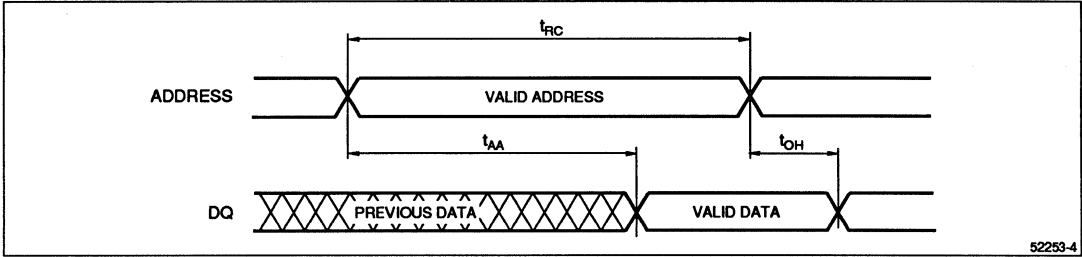 tRC
ADDRESS
VALID ADDRESS
tAA
tOH
DQ
PREVIOUS DATA
VALID DATA
52253-4